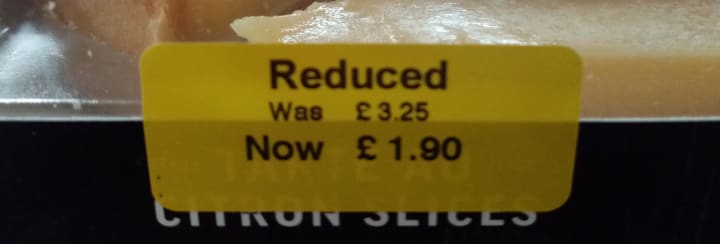 Reduced
Was £3.25
Now £1.90
TARTE AU
CITRON SLICES